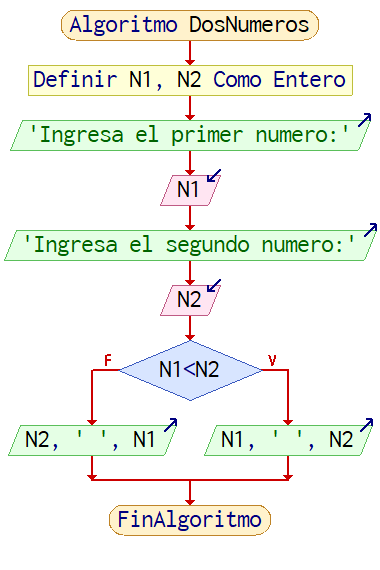 Algoritmo DosNumeros
Definir N1, N2 Como Entero
'Ingresa el primer numero:'
N1
'Ingresa el segundo numero:'
N2
N1<N2
F
V
N2, ' ', N1
N1, ' ', N2
FinAlgoritmo